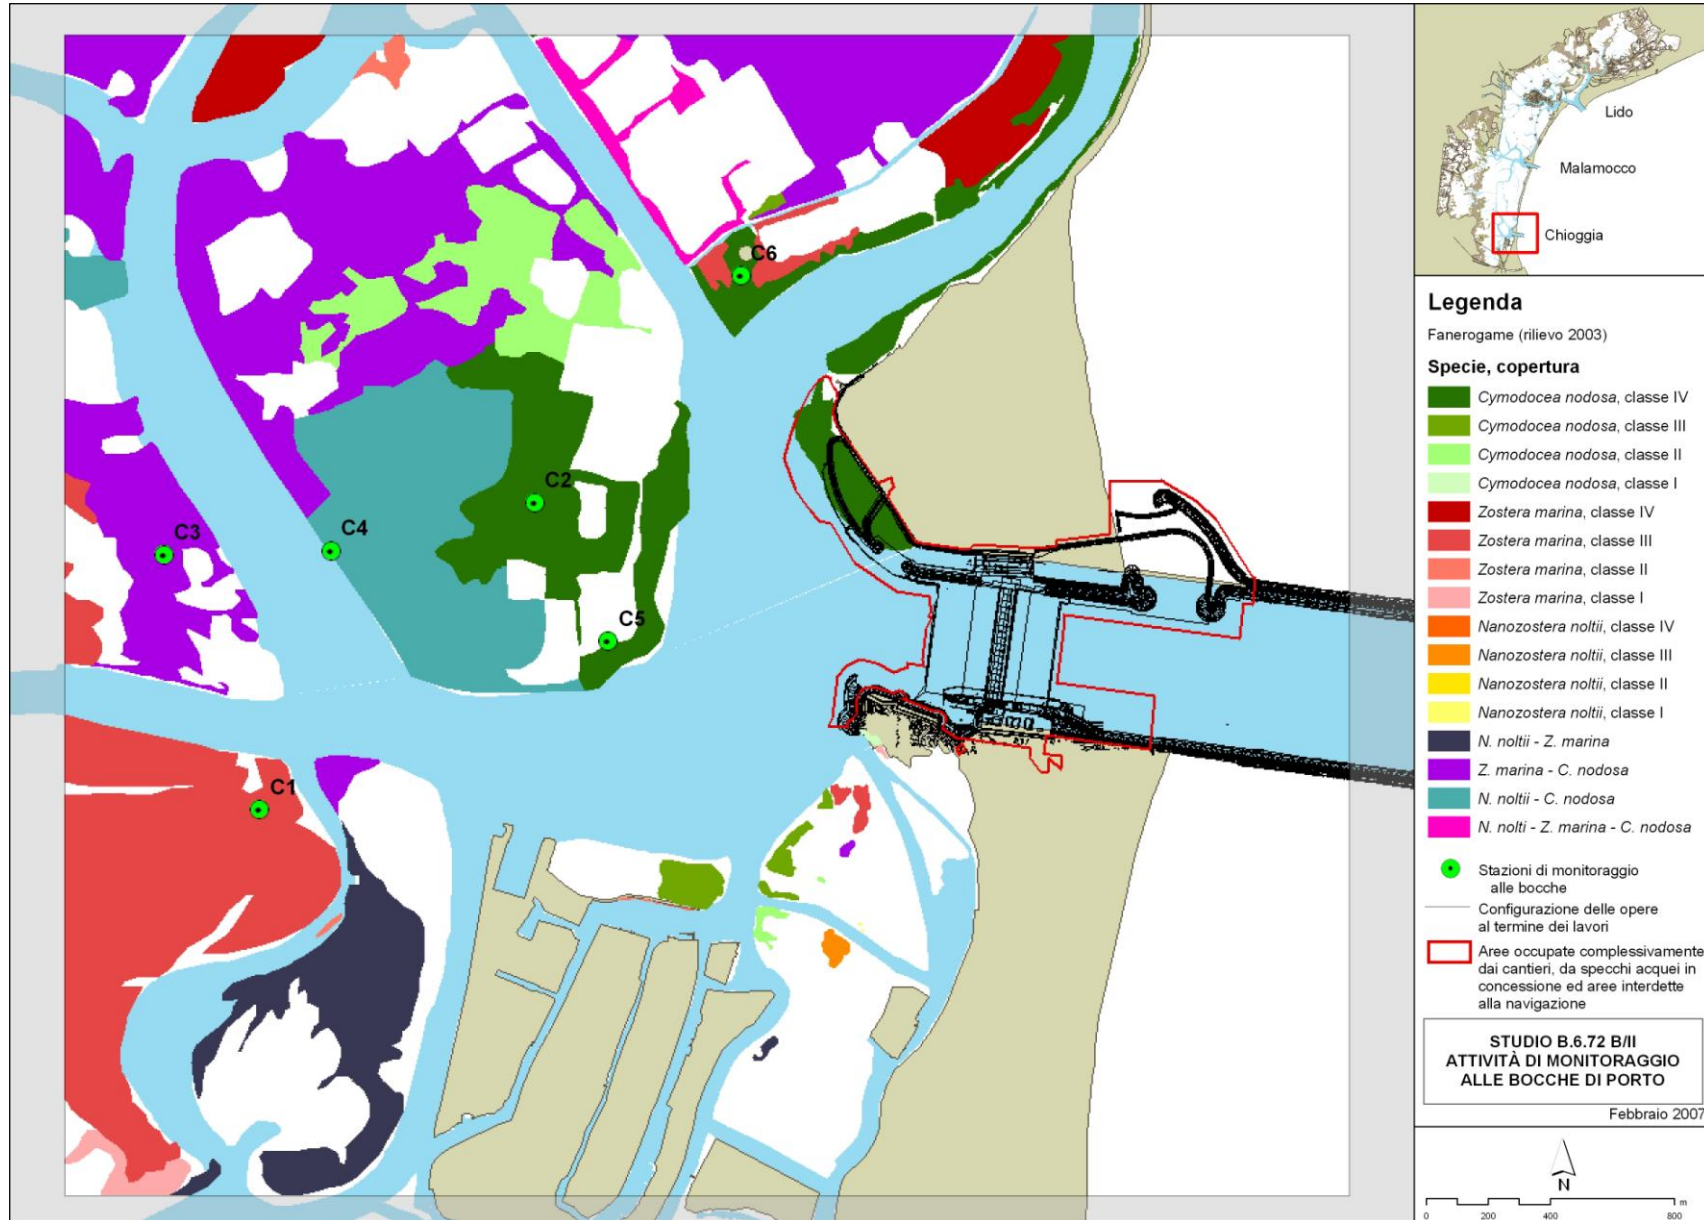 Lido
Malamocco
Chioggia
Legenda
Fanerogame (rilievo 2003)
Specie, copertura
Cymodocea nodosa, classe IV
Cymodocea nodosa, classe III
Cymodocea nodosa, classe II
Cymodocea nodosa, classe I
Zostera marina, classe IV
Zostera marina, classe III
Zostera marina, classe II
Zostera marina, classe I
Nanozostera noltii, classe IV
Nanozostera noltii, classe III
Nanozostera noltii, classe II
Nanozostera noltii, classe I
N. noltii - Z. marina
Z. marina - C. nodosa
N. noltii - C. nodosa
N. nolti - Z. marina - C. nodosa
Stazioni di monitoraggio
alle bocche
Configurazione delle opere
al termine dei lavori
Aree occupate complessivamente
dai cantieri, da specchi acquei in
concessione ed aree interdette
alla navigazione
STUDIO B.6.72 B/II
ATTIVITÀ DI MONITORAGGIO
ALLE BOCCHE DI PORTO
Febbraio 2007
N
m
0 200 400 800
C6
C2
C3
C4
C5
C1